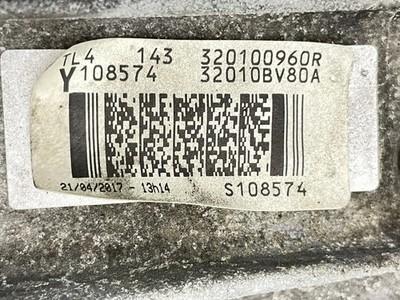 TL4 143 320100960R
Y108574 32010BV80A
21/04/2017 - 13h14 S108574